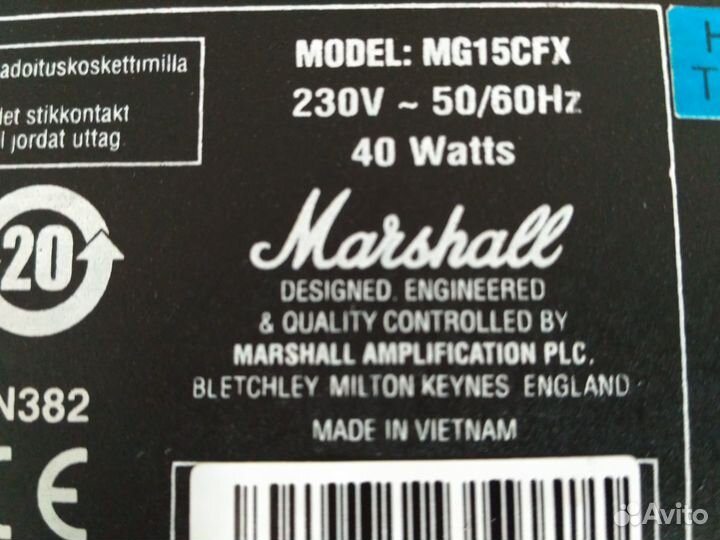 adoituskoskettimilla
let stikkontakt
jordat uttag
MODEL: MG15CFX
230V ~ 50/60Hz
40 Watts
H
T
20
Marshall
DESIGNED. ENGINEERED
& QUALITY CONTROLLED BY
MARSHALL AMPLIFICATION PLC.
BLETCHLEY MILTON KEYNES ENGLAND
N382
MADE IN VIETNAM
CE
Avito